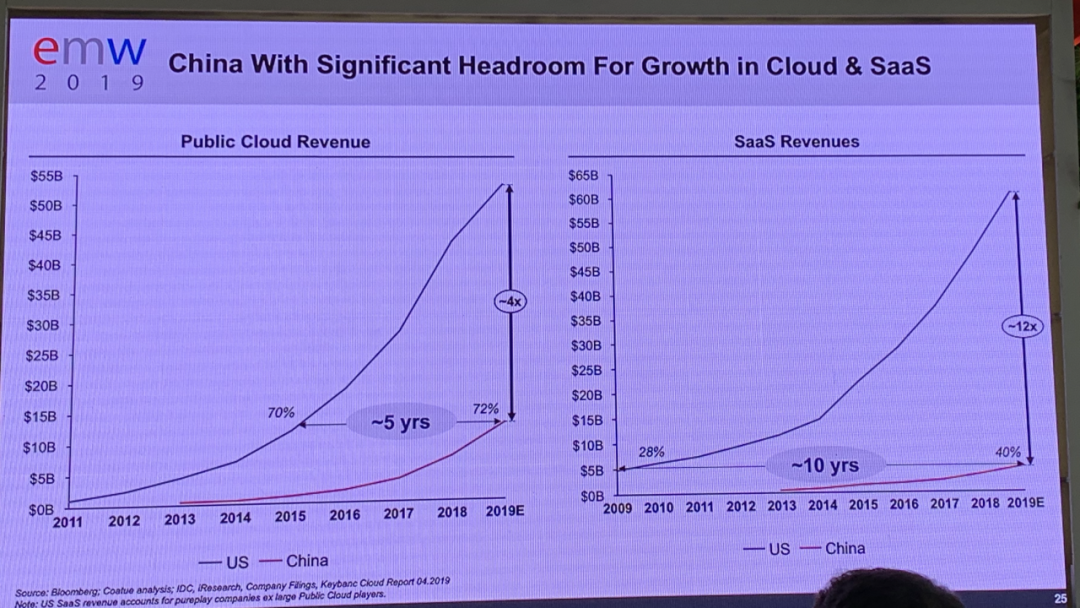 emw
2 0 1 9
China With Significant Headroom For Growth in Cloud & SaaS
Public Cloud Revenue
$55B
$50B
$45B
$40B
$35B
$30B
$25B
$20B
$15B
$10B
$5B
$0B
~4x
70%
~5 yrs
72%
2011 2012 2013 2014 2015 2016 2017 2018 2019E
US China
SaaS Revenues
$65B
$60B
$55B
$50B
$45B
$40B
$35B
$30B
$25B
$20B
$15B
$10B
$5B
$0B
~12x
28%
~10 yrs
40%
2009 2010 2011 2012 2013 2014 2015 2016 2017 2018 2019E
US China
Source: Bloomberg; Coatue analysis; IDC, iResearch, Company Filings, Keybanc Cloud Report 04.2019
Note: US SaaS revenue accounts for pureplay companies ex large Public Cloud players.
25